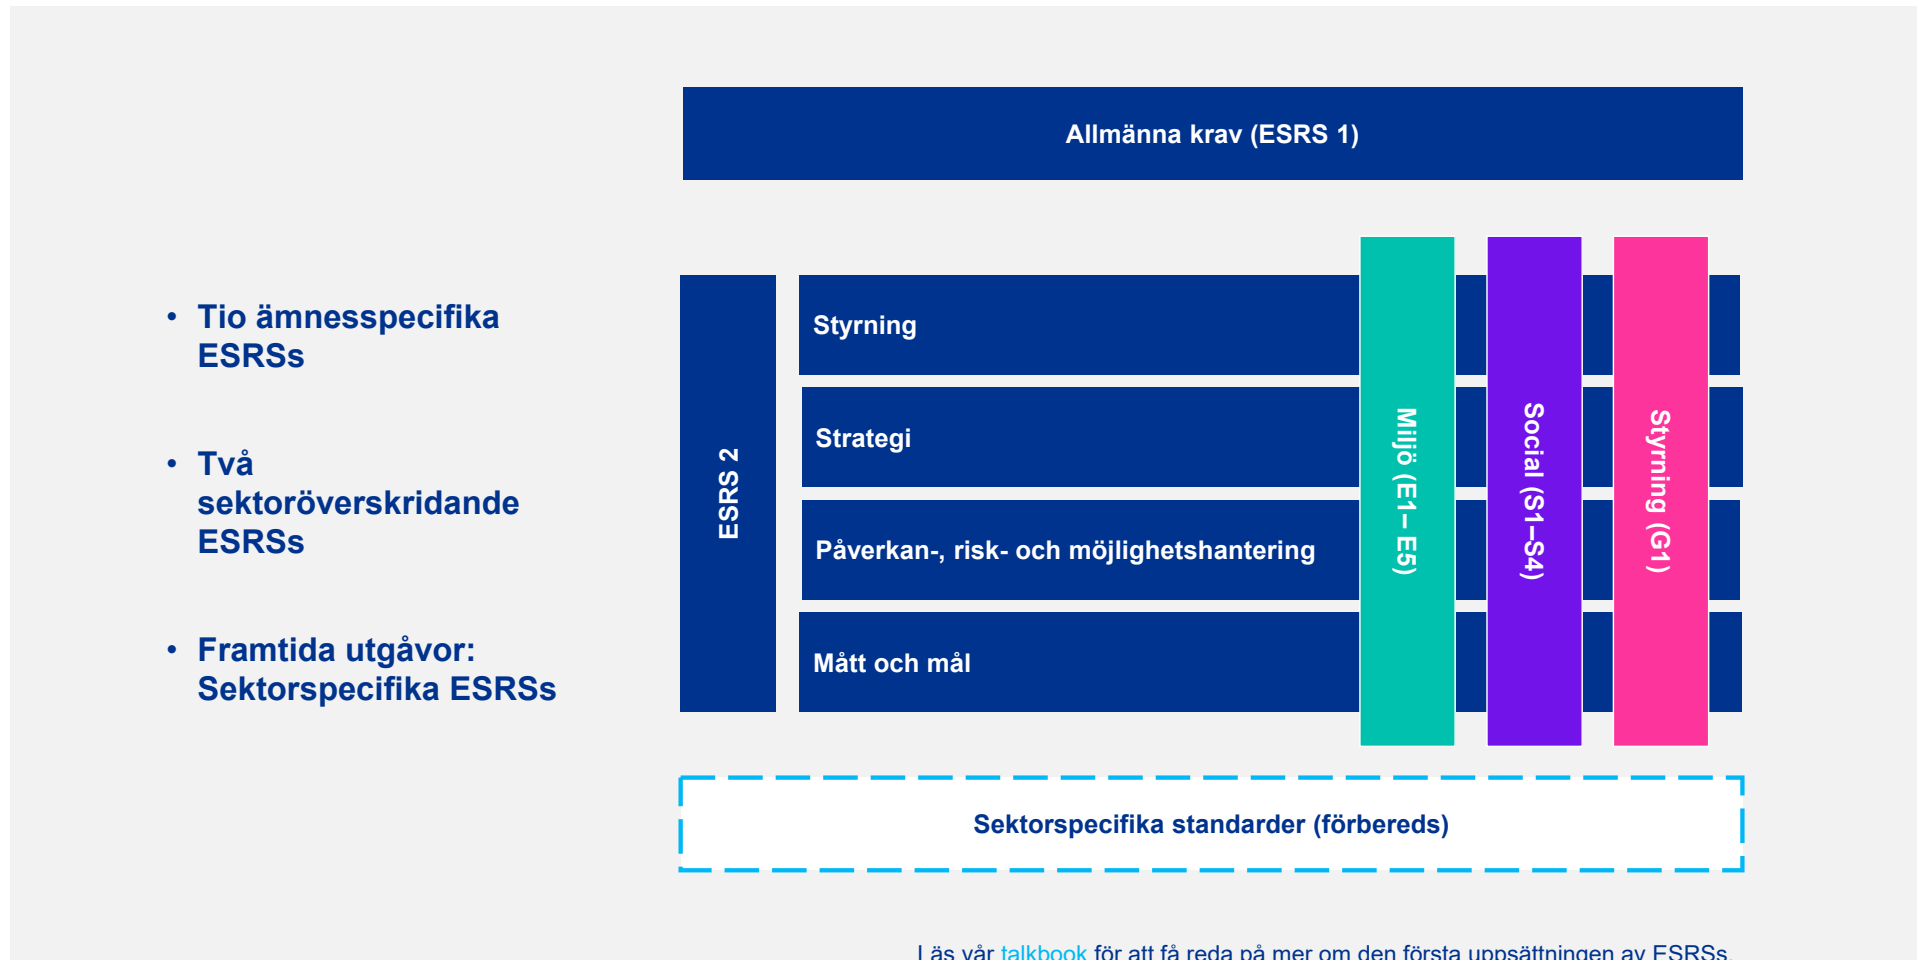 Allmänna krav (ESRS 1)
• Tio ämnesspecifika
ESRSs
• Två
sektoröverskridande
ESRSs
• Framtida utgåvor:
Sektorspecifika ESRSs
ESRS 2
Styrning
Strategi
Påverkan-, risk- och möjlighetshantering
Mått och mål
Miljö (E1– E5)
Social (S1–S4)
Styrning (G1)
Sektorspecifika standarder (förbereds)
Läs vår talkbook för att få reda på mer om den första uppsättningen av ESRSs.